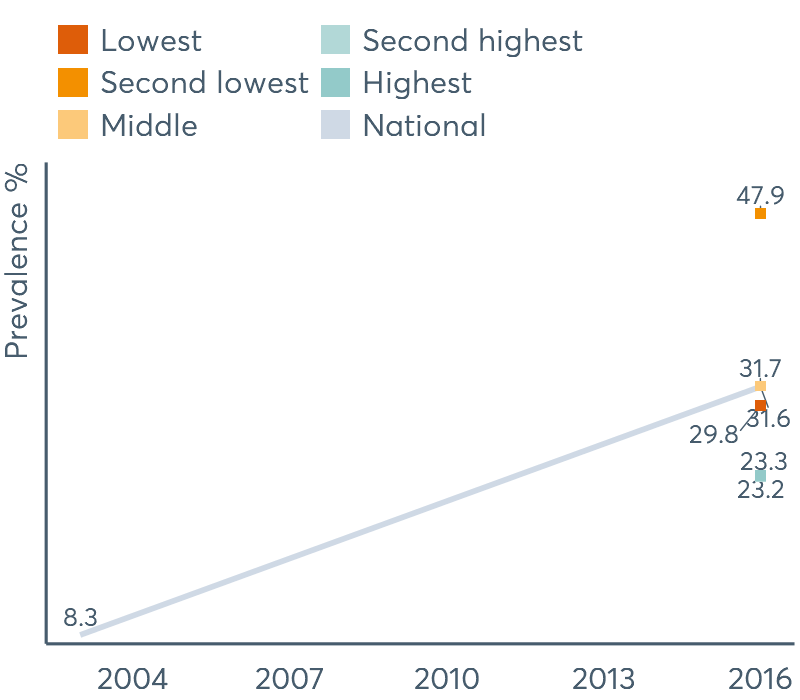 Lowest
Second lowest
Middle
Second highest
Highest
National
Prevalence %
47.9
31.7
31.6
29.8
23.3
23.2
8.3
2004 2007 2010 2013 2016